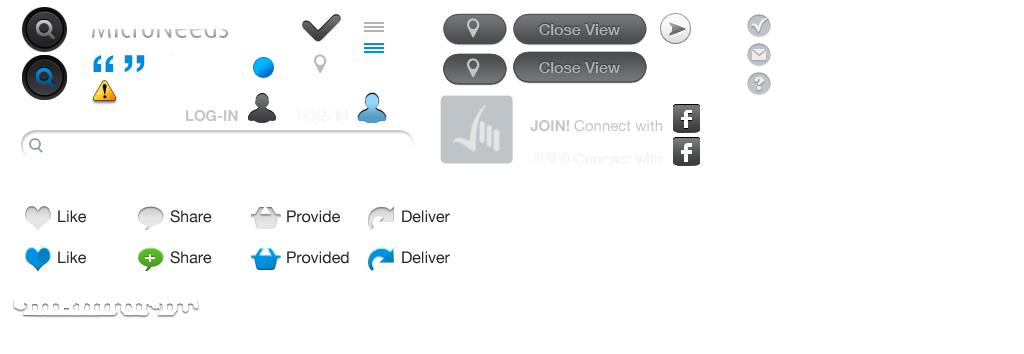 MicroNeeds
Close View
Close View
LOG-IN
LOG-IN
JOIN! Connect with
JOIN! Connect with
Like
Share
Provide
Deliver
Like
Share
Provided
Deliver